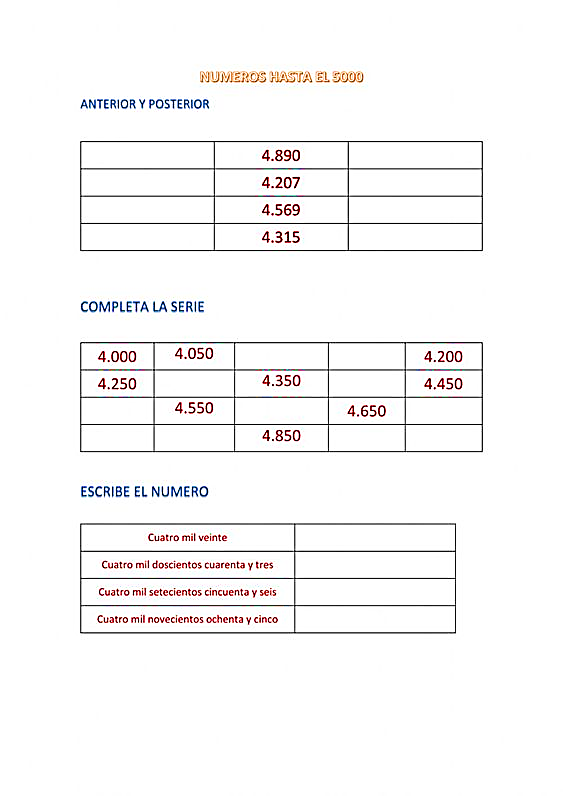 NUMEROS HASTA EL 5000
ANTERIOR Y POSTERIOR
4.890
4.207
4.569
4.315
COMPLETA LA SERIE
4.000 4.050 4.200
4.250 4.350 4.450
4.550 4.650
4.850
ESCRIBE EL NUMERO
Cuatro mil veinte
Cuatro mil doscientos cuarenta y tres
Cuatro mil setecientos cincuenta y seis
Cuatro mil novecientos ochenta y cinco